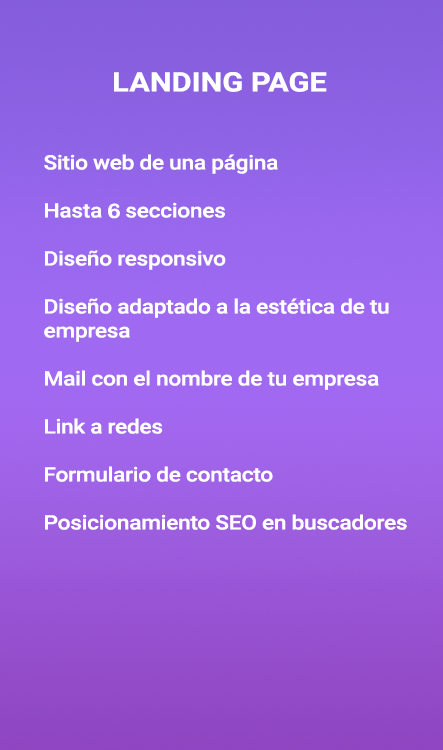 LANDING PAGE
Sitio web de una página
Hasta 6 secciones
Diseño responsivo
Diseño adaptado a la estética de tu
empresa
Mail con el nombre de tu empresa
Link a redes
Formulario de contacto
Posicionamiento SEO en buscadores